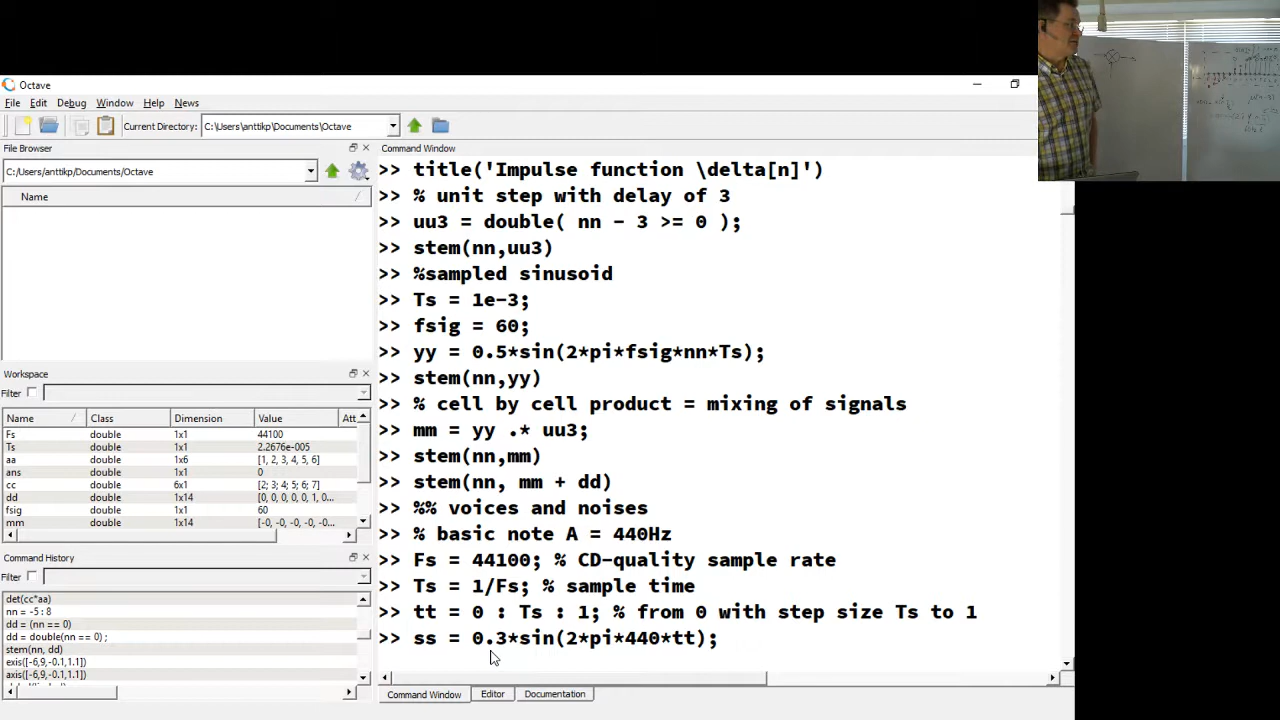 Octave
File Edit Debug Window Help News
Current Directory: C:\Users\anttikp\Documents\Octave
File Browser
C:/Users/anttikp/Documents/Octave
Name
Workspace
Filter
Name Class Dimension Value Att
Fs double 1x1 44100
Ts double 1x1 2.2676e-005
aa double 1x6 [1, 2, 3, 4, 5, 6]
ans double 1x1 0
cc double 6x1 [2; 3; 4; 5; 6; 7]
dd double 1x14 [0, 0, 0, 0, 0, 1, 0...
fsig double 1x1 60
mm double 1x14 [-0, -0, -0, -0, -0...
Command History
Filter
det(cc*aa)
nn = -5 : 8
dd = (nn == 0)
dd = double(nn == 0) ;
stem(nn, dd)
exis([-6,9,-0.1,1.1])
axis([-6,9,-0.1,1.1])
Command Window
>> title('Impulse function \delta[n]')
>> % unit step with delay of 3
>> uu3 = double( nn - 3 >= 0 );
>> stem(nn,uu3)
>> %sampled sinusoid
>> Ts = 1e-3;
>> fsig = 60;
>> yy = 0.5*sin(2*pi*fsig*nn*Ts);
>> stem(nn,yy)
>> % cell by cell product = mixing of signals
>> mm = yy .* uu3;
>> stem(nn,mm)
>> stem(nn, mm + dd)
>> %% voices and noises
>> % basic note A = 440Hz
>> Fs = 44100; % CD-quality sample rate
>> Ts = 1/Fs; % sample time
>> tt = 0 : Ts : 1; % from 0 with step size Ts to 1
>> ss = 0.3*sin(2*pi*440*tt);
Command Window Editor Documentation